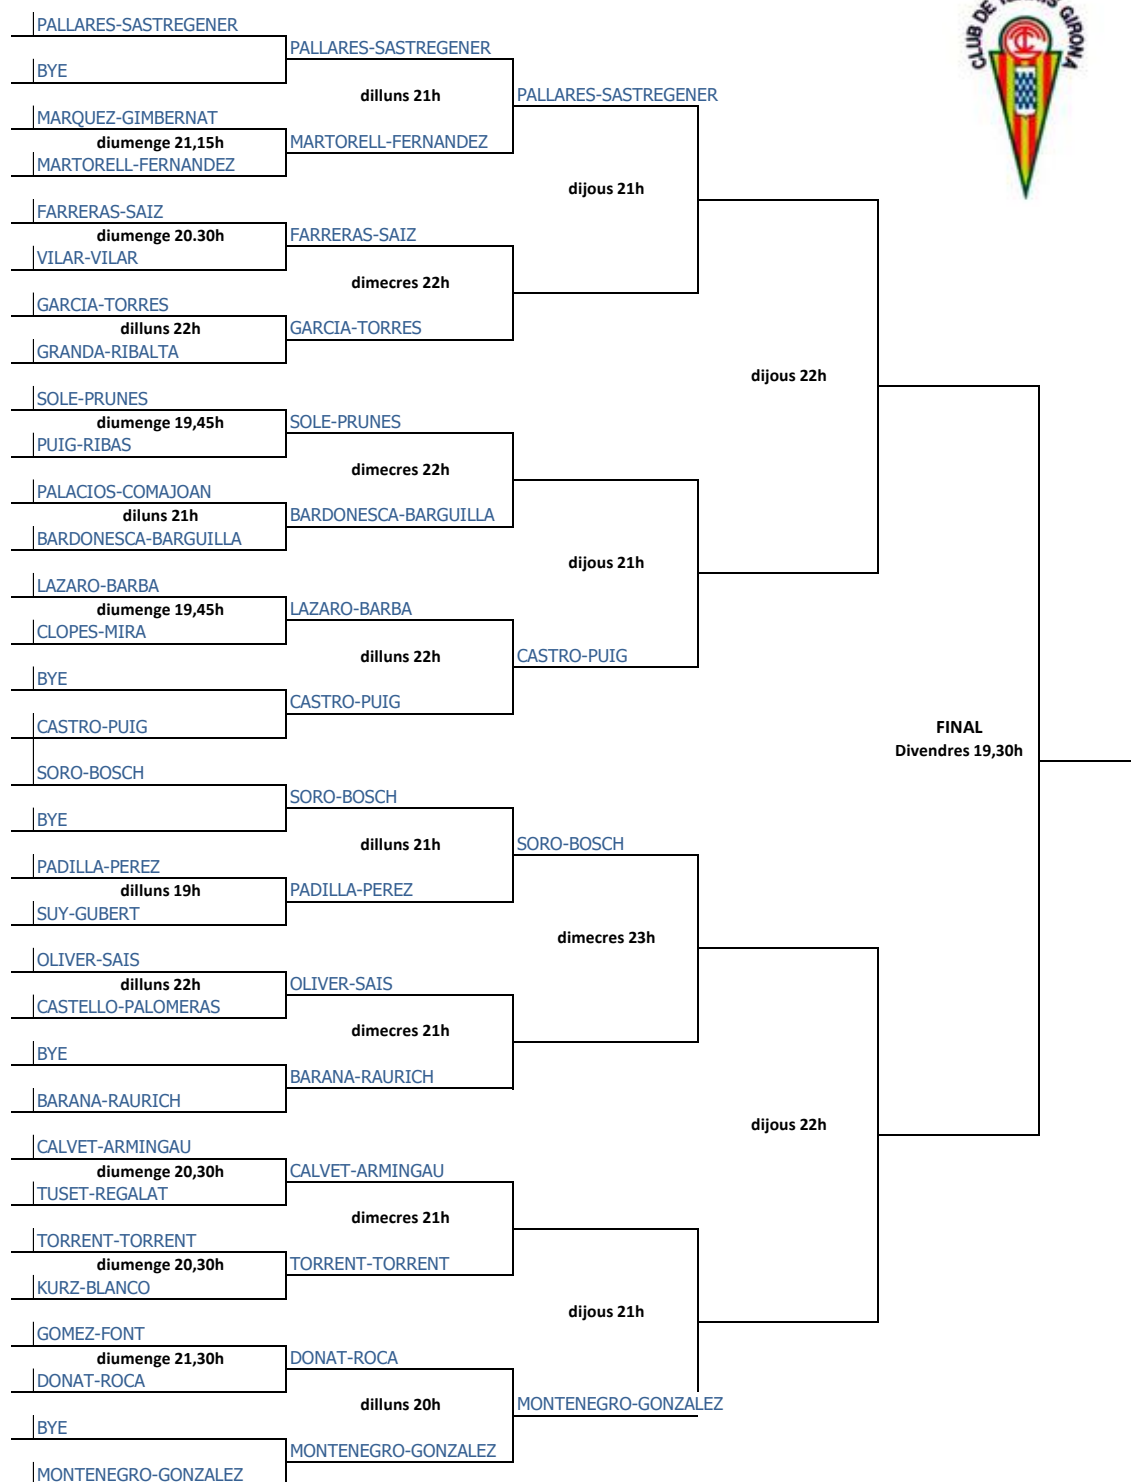 CLUB DE TENNIS GIRONA
PALLARES-SASTREGENER
PALLARES-SASTREGENER
BYE
dilluns 21h
PALLARES-SASTREGENER
MARQUEZ-GIMBERNAT
diumenge 21,15h
MARTORELL-FERNANDEZ
MARTORELL-FERNANDEZ
dijous 21h
FARRERAS-SAIZ
diumenge 20.30h
FARRERAS-SAIZ
VILAR-VILAR
dimecres 22h
GARCIA-TORRES
dilluns 22h
GARCIA-TORRES
GRANDA-RIBALTA
dijous 22h
SOLE-PRUNES
diumenge 19,45h
SOLE-PRUNES
PUIG-RIBAS
dimecres 22h
PALACIOS-COMAJOAN
diluns 21h
BARDONESCA-BARGUILLA
BARDONESCA-BARGUILLA
dijous 21h
LAZARO-BARBA
diumenge 19,45h
LAZARO-BARBA
CLOPES-MIRA
dilluns 22h
CASTRO-PUIG
BYE
CASTRO-PUIG
CASTRO-PUIG
FINAL
Divendres 19,30h
SORO-BOSCH
SORO-BOSCH
BYE
dilluns 21h
SORO-BOSCH
PADILLA-PEREZ
dilluns 19h
PADILLA-PEREZ
SUY-GUBERT
dimecres 23h
OLIVER-SAIS
dilluns 22h
OLIVER-SAIS
CASTELLO-PALOMERAS
dimecres 21h
BYE
BARANA-RAURICH
BARANA-RAURICH
dijous 22h
CALVET-ARMINGAU
diumenge 20,30h
CALVET-ARMINGAU
TUSET-REGALAT
dimecres 21h
TORRENT-TORRENT
diumenge 20,30h
TORRENT-TORRENT
KURZ-BLANCO
dijous 21h
GOMEZ-FONT
diumenge 21,30h
DONAT-ROCA
DONAT-ROCA
dilluns 20h
MONTENEGRO-GONZALEZ
BYE
MONTENEGRO-GONZALEZ
MONTENEGRO-GONZALEZ